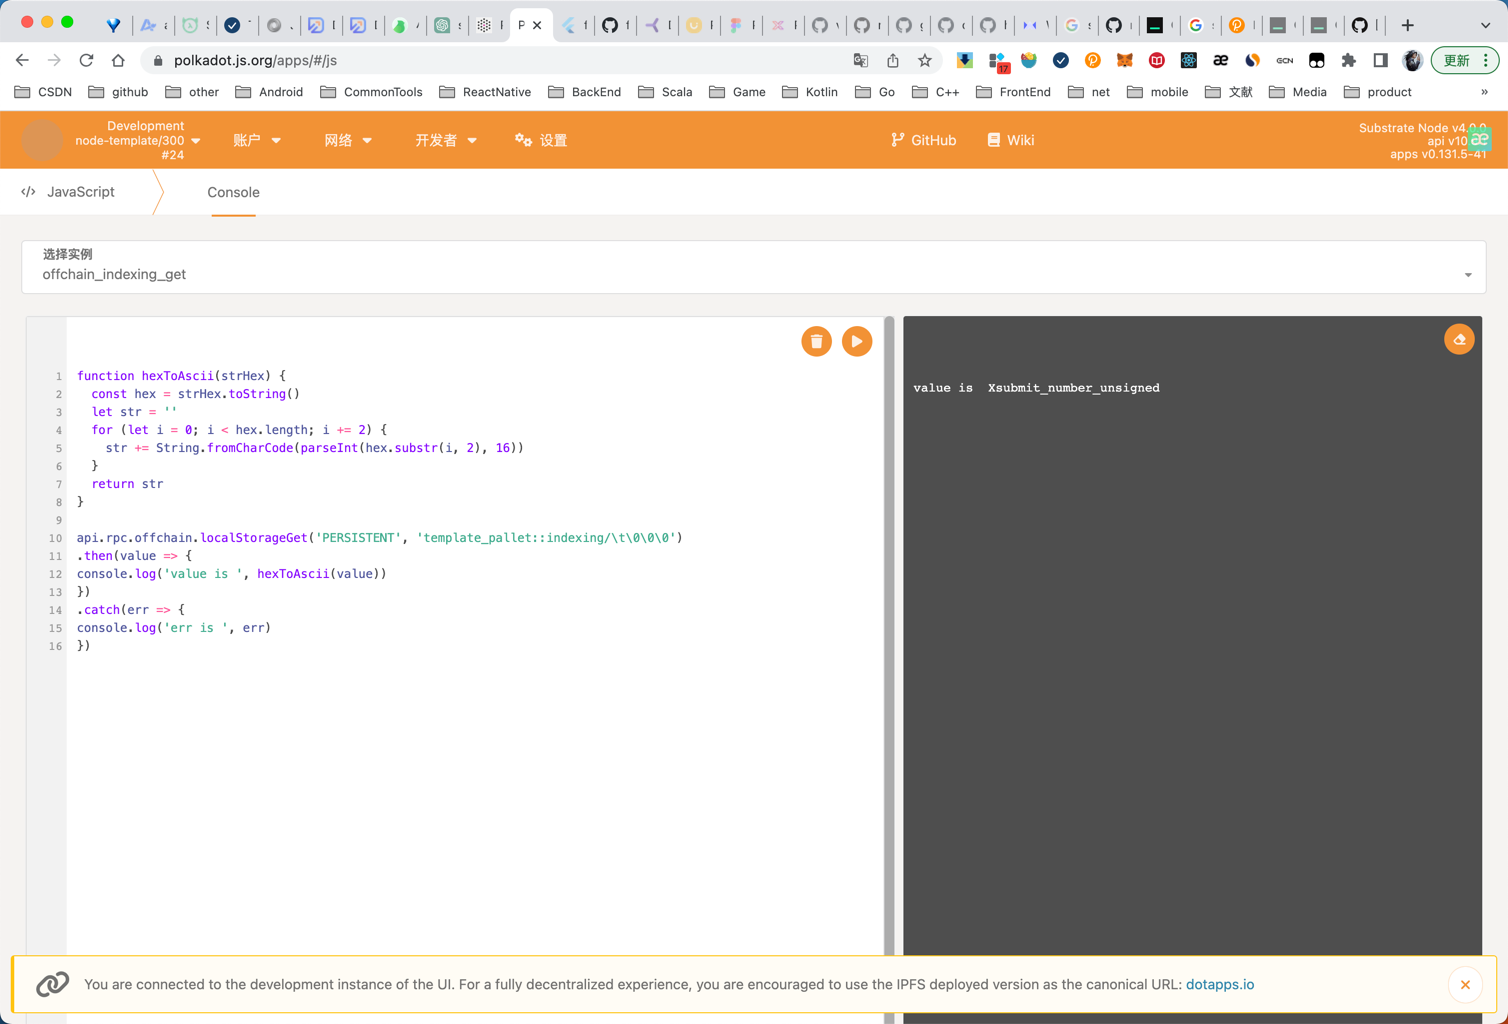 polkadot.js.org/apps/#/js
17
GCN
更新
CSDN
github
other
Android
CommonTools
ReactNative
BackEnd
Scala
Game
Kotlin
Go
C++
FrontEnd
net
mobile
文献
Media
product
»
Development
node-template/300
#24
账户
网络
开发者
设置
GitHub
Wiki
Substrate Node v4.0.0
api v10
apps v0.131.5-41
</> JavaScript
Console
选择实例
offchain_indexing_get
1 function hexToAscii(strHex) {
2 const hex = strHex.toString()
3 let str = ''
4 for (let i = 0; i < hex.length; i += 2) {
5 str += String.fromCharCode(parseInt(hex.substr(i, 2), 16))
6 }
7 return str
8 }
9
10 api.rpc.offchain.localStorageGet('PERSISTENT', 'template_pallet::indexing/\t\0\0\0')
11 .then(value => {
12 console.log('value is ', hexToAscii(value))
13 })
14 .catch(err => {
15 console.log('err is ', err)
16 })
value is  Xsubmit_number_unsigned
You are connected to the development instance of the UI. For a fully decentralized experience, you are encouraged to use the IPFS deployed version as the canonical URL: dotapps.io